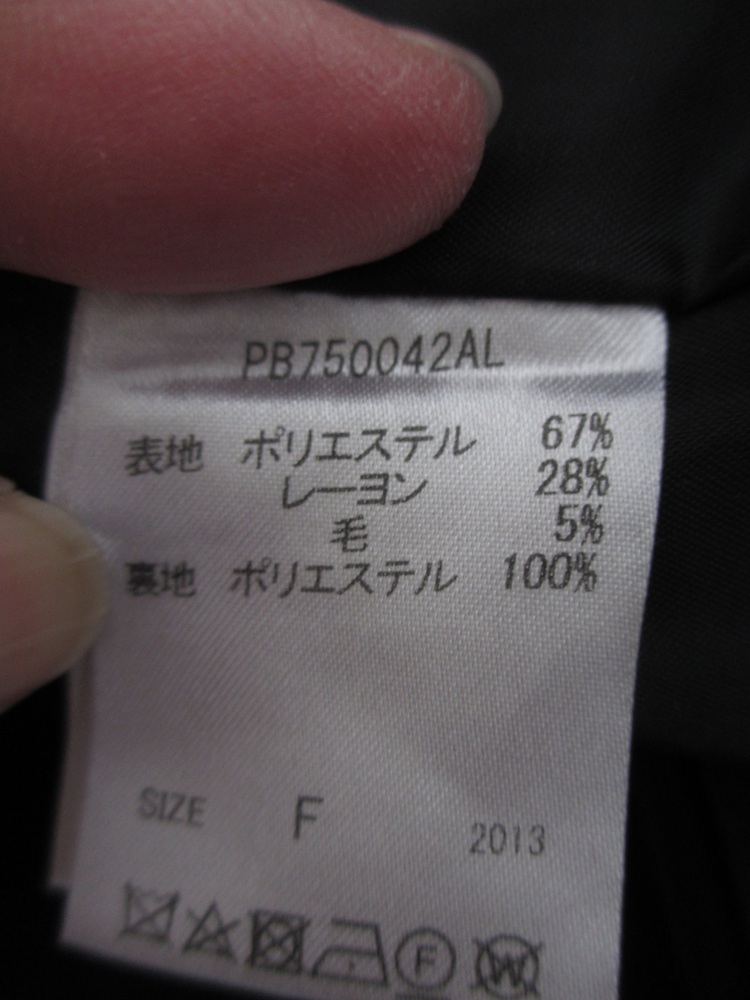 PB750042AL
表地 ポリエステル 67%
レーヨン 28%
毛 5%
裏地 ポリエステル 100%
SIZE F 2013
F W